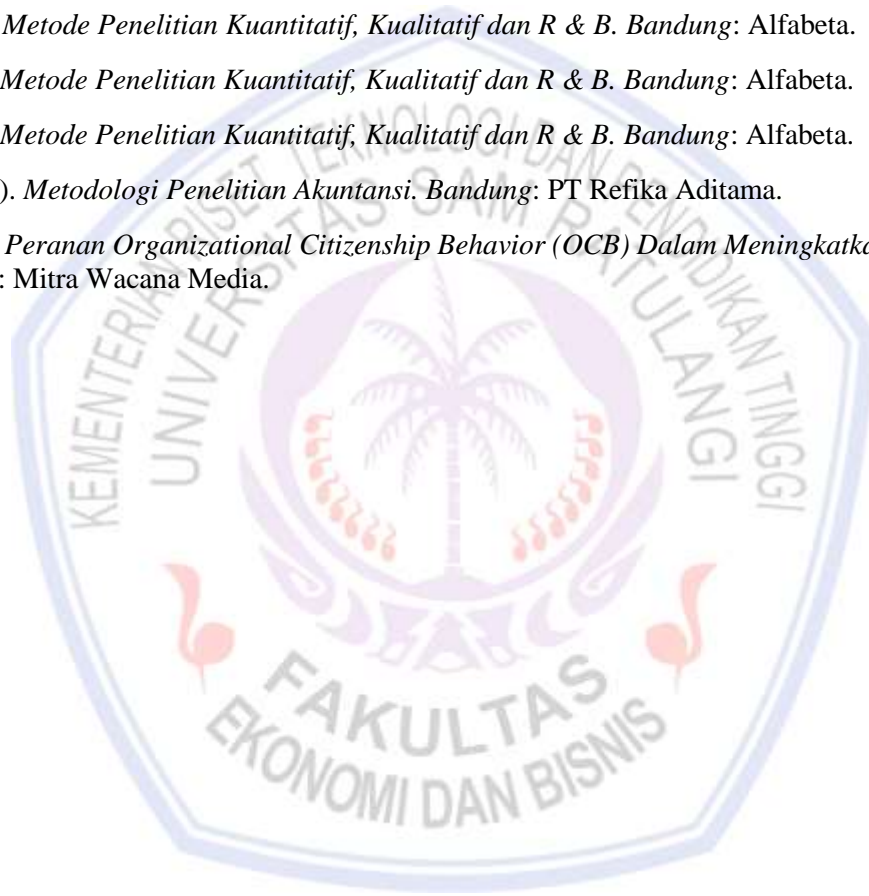 Metode Penelitian Kuantitatif, Kualitatif dan R & B. Bandung: Alfabeta.
Metode Penelitian Kuantitatif, Kualitatif dan R & B. Bandung: Alfabeta.
Metode Penelitian Kuantitatif, Kualitatif dan R & B. Bandung: Alfabeta.
). Metodologi Penelitian Akuntansi. Bandung: PT Refika Aditama.
Peranan Organizational Citizenship Behavior (OCB) Dalam Meningkatka
: Mitra Wacana Media.
KEMENTERIAN RISET TEKNOLOGI DAN PENDIDIKAN TINGGI
UNIVERSITAS SAM RATULANGI
FAKULTAS
EKONOMI DAN BISNIS